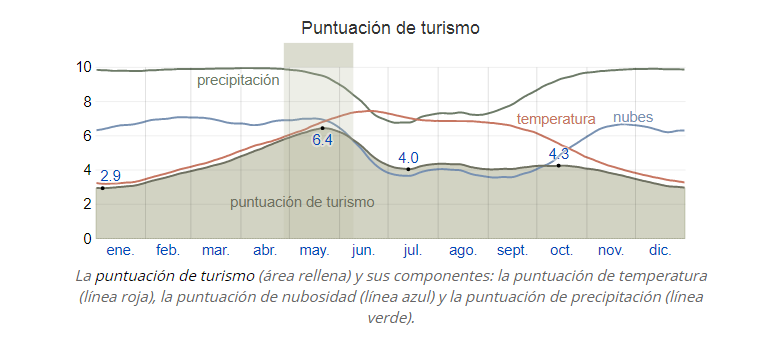 Puntuación de turismo
10
8
6
4
2
0
precipitación
temperatura
nubes
2.9
6.4
4.0
4.3
puntuación de turismo
ene. feb. mar. abr. may. jun. jul. ago. sept. oct. nov. dic.
La puntuación de turismo (área rellena) y sus componentes: la puntuación de temperatura
(línea roja), la puntuación de nubosidad (línea azul) y la puntuación de precipitación (línea
verde).